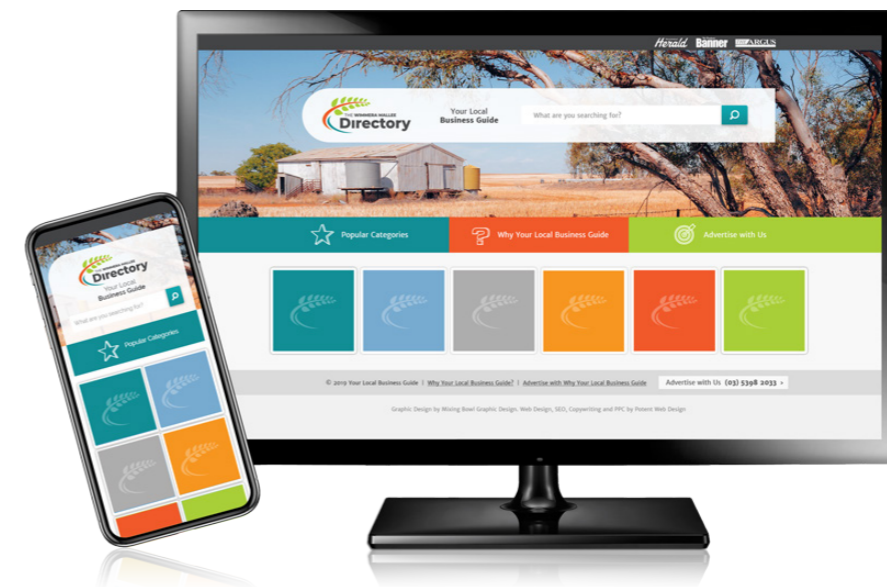 Herald Banner ARGUS
THE WIMMERA MALLEE
Directory
Your Local
Business Guide
What are you searching for?
Popular Categories
Why Your Local Business Guide
Advertise with Us
© 2019 Your Local Business Guide | Why Your Local Business Guide? | Advertise with Why Your Local Business Guide
Advertise with Us (03) 5398 2033 >
Graphic Design by Mixing Bowl Graphic Design. Web Design, SEO, Copywriting and PPC by Potent Web Design
THE WIMMERA MALLEE
Directory
Your Local
Business Guide
What are you searching for?
Popular Categories